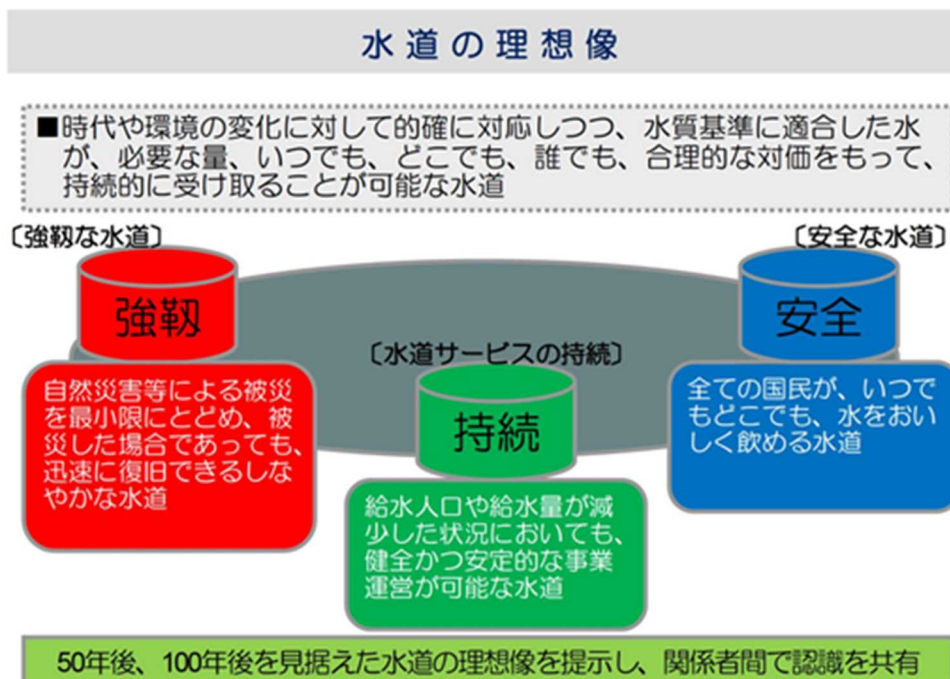 水道の理想像
■時代や環境の変化に対して的確に対応しつつ、水質基準に適合した水
が、必要な量、いつでも、どこでも、誰でも、合理的な対価をもって、
持続的に受け取ることが可能な水道
〔強靱な水道〕
〔安全な水道〕
強靱
安全
〔水道サービスの持続〕
持続
自然災害等による被災
を最小限にとどめ、被
災した場合であっても、
迅速に復旧できるしな
やかな水道
全ての国民が、いつで
もどこでも、水をおい
しく飲める水道
給水人口や給水量が減
少した状況においても、
健全かつ安定的な事業
運営が可能な水道
50年後、100年後を見据えた水道の理想像を提示し、関係者間で認識を共有